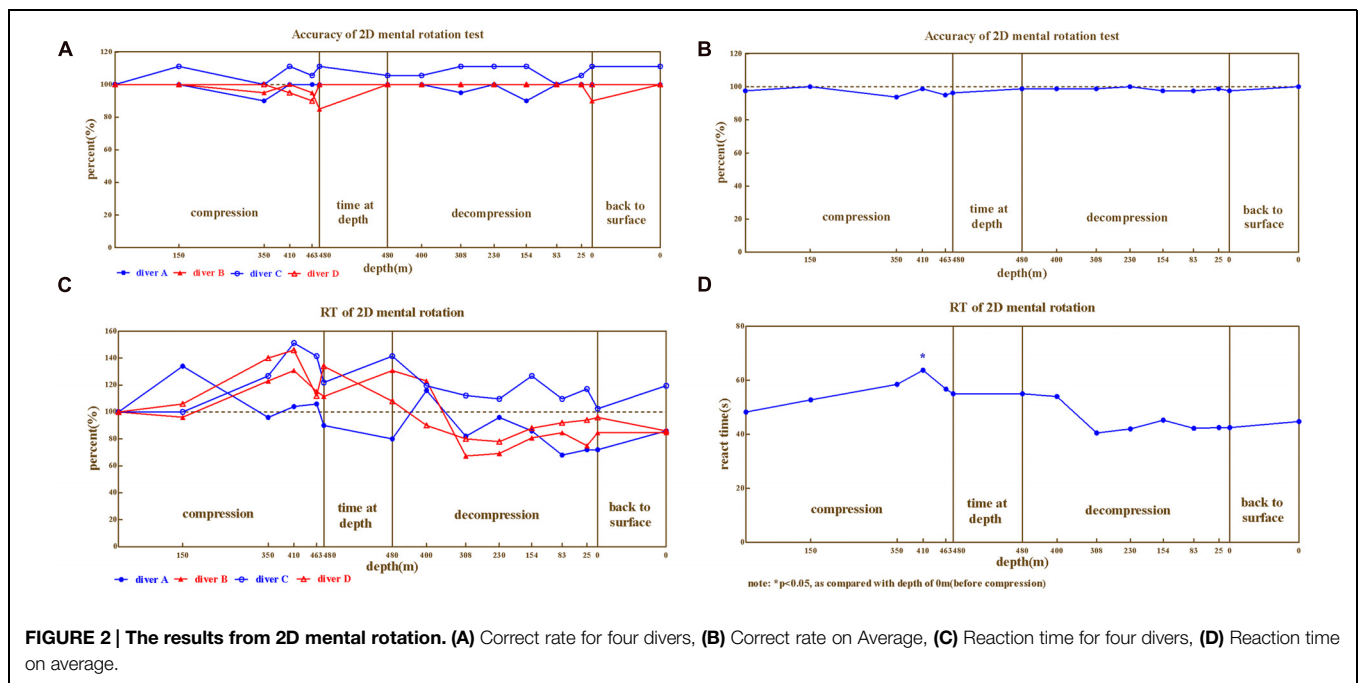 A
Accuracy of 2D mental rotation test
120
100
80
60
40
20
0
percent(%)
compression
time at
depth
decompression
back to
surface
150 350 410 463 480 480 400 308 230 154 83 25 0 0
depth(m)
diver A diver B diver C diver D
B
Accuracy of 2D mental rotation test
120
100
80
60
40
20
0
percent(%)
compression
time at
depth
decompression
back to
surface
150 350 410 463 480 480 400 308 230 154 83 25 0 0
depth(m)
C
RT of 2D mental rotation
160
140
120
100
80
60
40
20
0
percent(%)
compression
time at
depth
decompression
back to
surface
150 350 410 463 480 480 400 308 230 154 83 25 0 0
depth(m)
diver A diver B diver C diver D
D
RT of 2D mental rotation
80
60
40
20
0
react time(s)
*
compression
time at
depth
decompression
back to
surface
150 350 410 463 480 480 400 308 230 154 83 25 0 0
depth(m)
note: *p<0.05, as compared with depth of 0m(before compression)
FIGURE 2 | The results from 2D mental rotation. (A) Correct rate for four divers, (B) Correct rate on Average, (C) Reaction time for four divers, (D) Reaction time
on average.